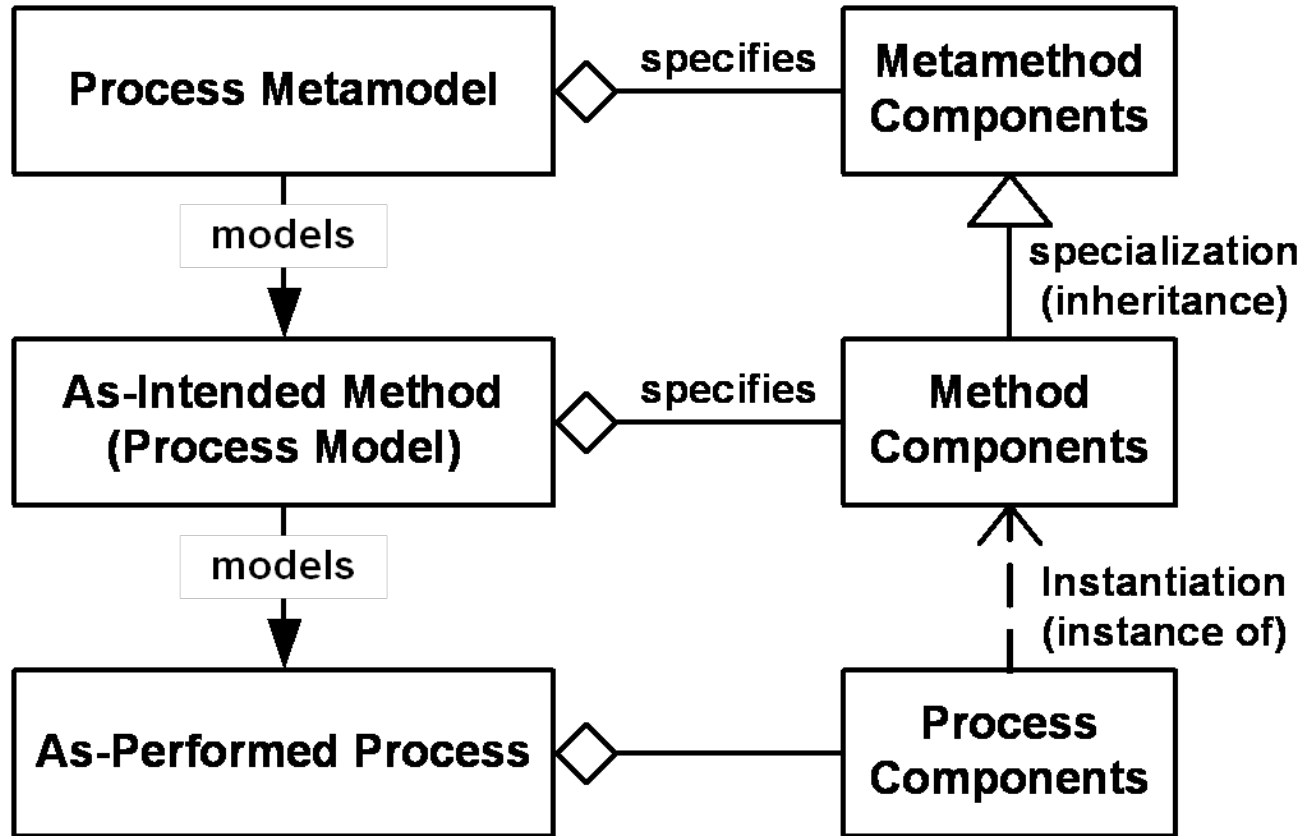 Process Metamodel
specifies
Metamethod
Components
models
specialization
(inheritance)
As-Intended Method
(Process Model)
specifies
Method
Components
models
Instantiation
(instance of)
As-Performed Process
Process
Components